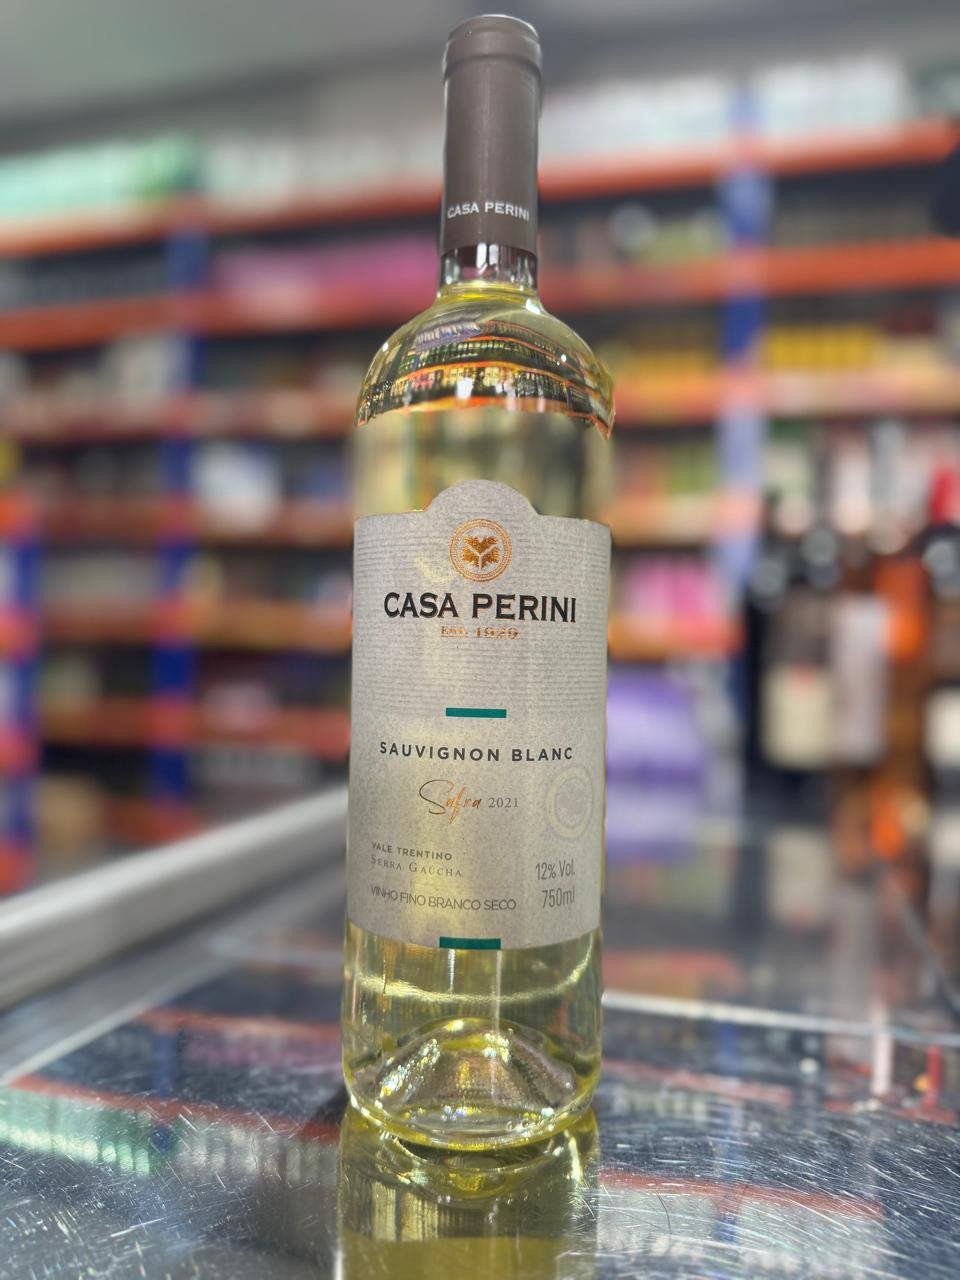 CASA PERINI
CASA PERINI
EST. 1929
SAUVIGNON BLANC
Safra 2021
VALE TRENTINO
SERRA GAÚCHA
12% Vol.
VINHO FINO BRANCO SECO
750ml